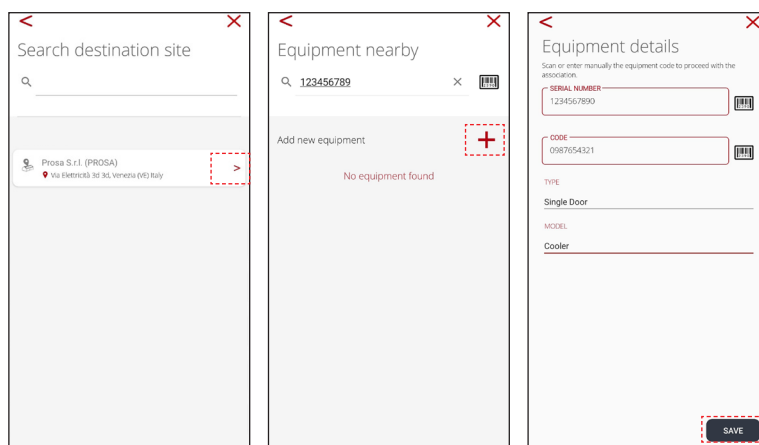 Search destination site
Prosa S.r.l. (PROSA)
Via Elettricità 3d 3d, Venezia (VE) Italy
Equipment nearby
123456789
Add new equipment
No equipment found
Equipment details
Scan or enter manually the equipment code to proceed with the
association.
SERIAL NUMBER
1234567890
CODE
0987654321
TYPE
Single Door
MODEL
Cooler
SAVE